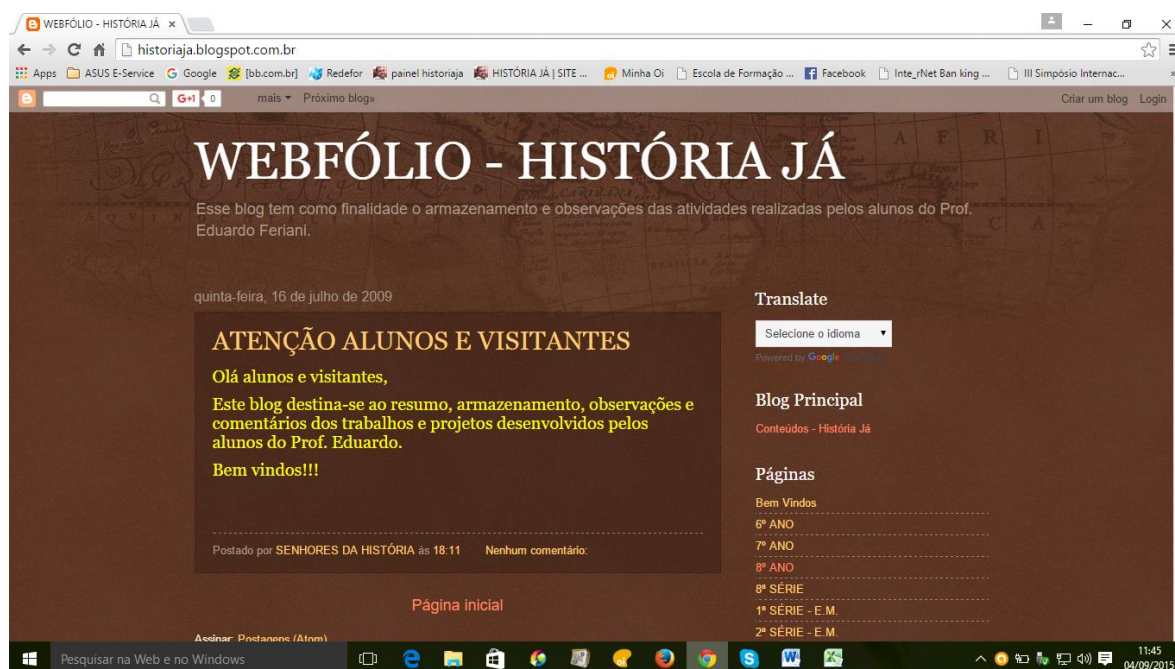 WEBFÓLIO - HISTÓRIA JÁ
historiaja.blogspot.com.br
Apps ASUS E-Service Google [bb.com.br] Redefor painel historiaja HISTÓRIA JÁ | SITE ... Minha Oi Escola de Formação ... Facebook Inte_rNet Ban king ... III Simpósio Internac...
G+1 0 mais Próximo blog» Criar um blog Login
WEBFÓLIO - HISTÓRIA JÁ
Esse blog tem como finalidade o armazenamento e observações das atividades realizadas pelos alunos do Prof.
Eduardo Feriani.
quinta-feira, 16 de julho de 2009
ATENÇÃO ALUNOS E VISITANTES
Olá alunos e visitantes,
Este blog destina-se ao resumo, armazenamento, observações e
comentários dos trabalhos e projetos desenvolvidos pelos
alunos do Prof. Eduardo.
Bem vindos!!!
Postado por SENHORES DA HISTÓRIA às 18:11 Nenhum comentário:
Página inicial
Assinar: Postagens (Atom)
Translate
Selecione o idioma
Powered by Google
Blog Principal
Conteúdos - História Já
Páginas
Bem Vindos
6º ANO
7º ANO
8º ANO
8ª SÉRIE
1ª SÉRIE - E.M.
2ª SÉRIE - E.M.
Pesquisar na Web e no Windows
11:45